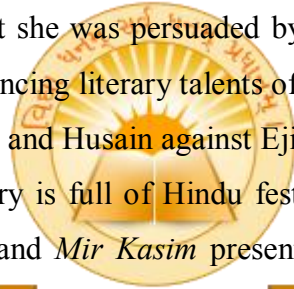 t she was persuaded by
ncing literary talents of
and Husain against Eji
ry is full of Hindu fest
and Mir Kasim presen